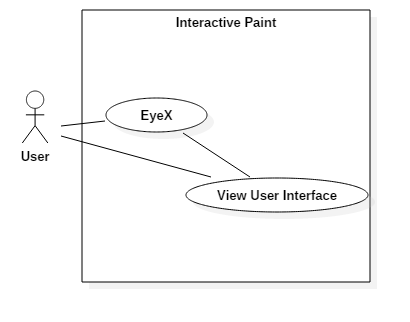 Interactive Paint
EyeX
User
View User Interface